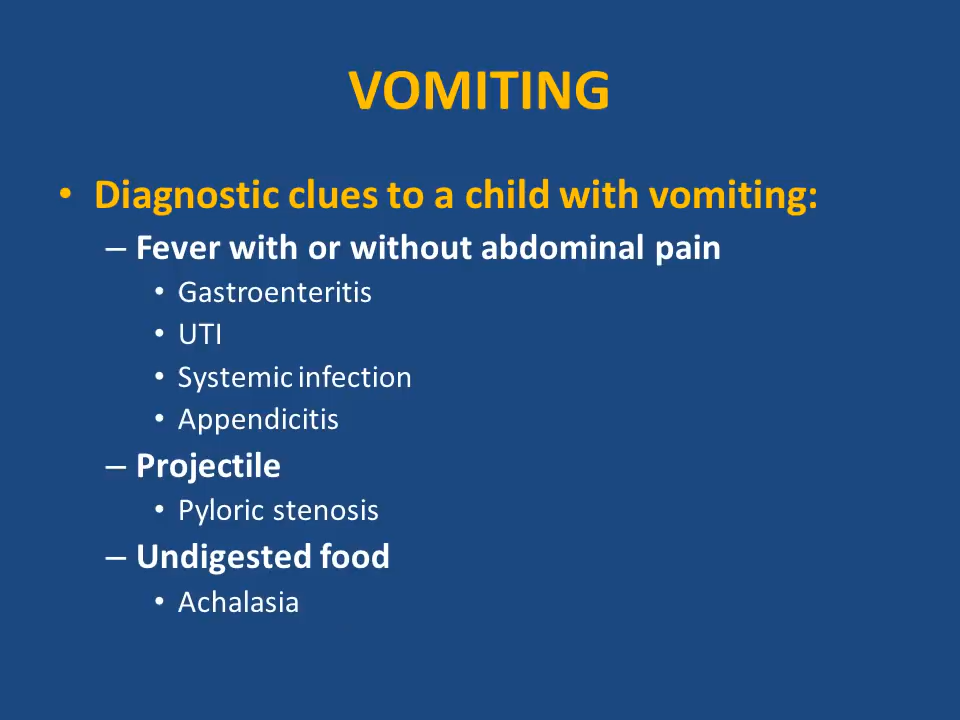 VOMITING
• Diagnostic clues to a child with vomiting:
– Fever with or without abdominal pain
• Gastroenteritis
• UTI
• Systemic infection
• Appendicitis
– Projectile
• Pyloric stenosis
– Undigested food
• Achalasia